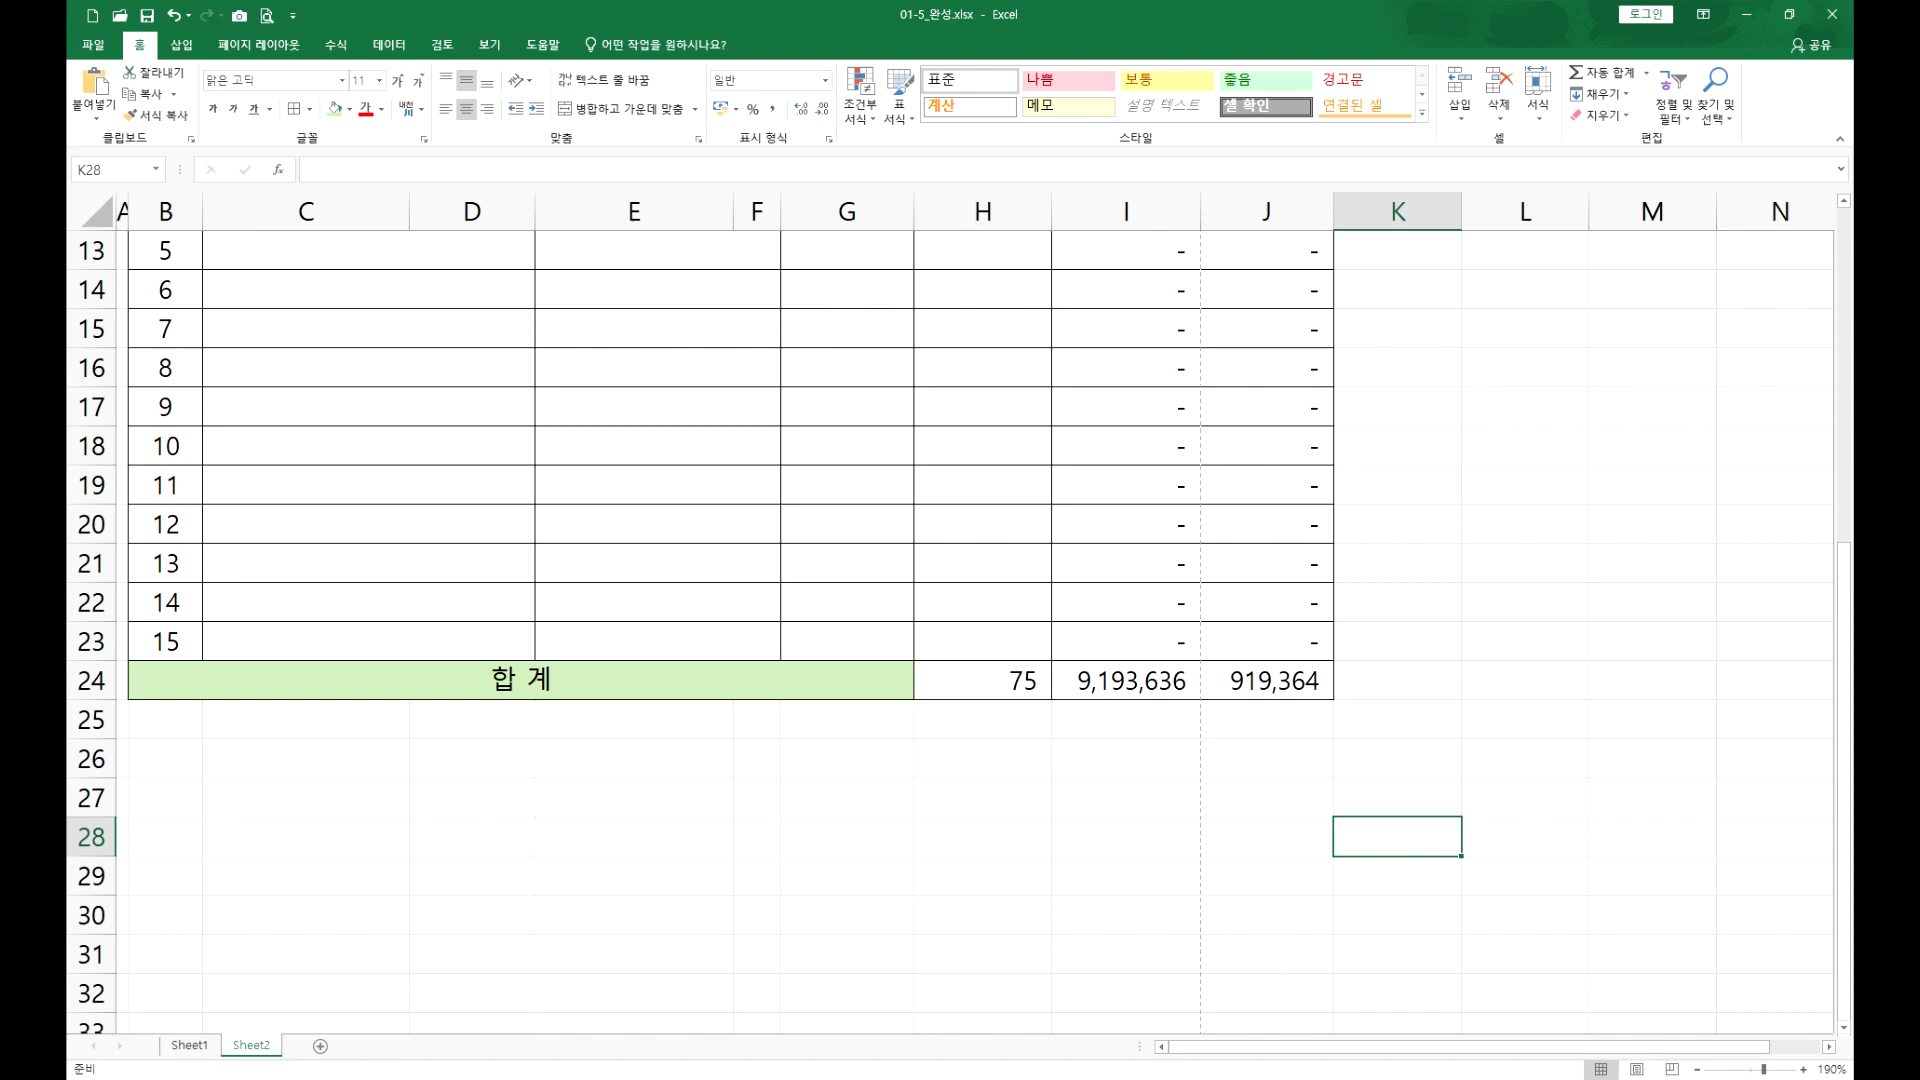 01-5_완성.xlsx - Excel
로그인
파일 홈 삽입 페이지 레이아웃 수식 데이터 검토 보기 도움말 어떤 작업을 원하시나요? 공유
붙여넣기 잘라내기 복사 서식 복사 클립보드
맑은 고딕 11 가 가 가 가 가 가 내천 글꼴
텍스트 줄 바꿈 병합하고 가운데 맞춤 맞춤
일반 % , 표시 형식
조건부 서식 표 서식 표준 나쁨 보통 좋음 경고문
계산 메모 설명 텍스트 셀 확인 연결된 셀 스타일
삽입 삭제 서식 셀
자동 합계 채우기 지우기 정렬 및 필터 찾기 및 선택 편집
K28 fx
A B C D E F G H I J K L M N
13 5 - -
14 6 - -
15 7 - -
16 8 - -
17 9 - -
18 10 - -
19 11 - -
20 12 - -
21 13 - -
22 14 - -
23 15 - -
24 합 계 75 9,193,636 919,364
25
26
27
28
29
30
31
32
33
Sheet1 Sheet2
준비 190%